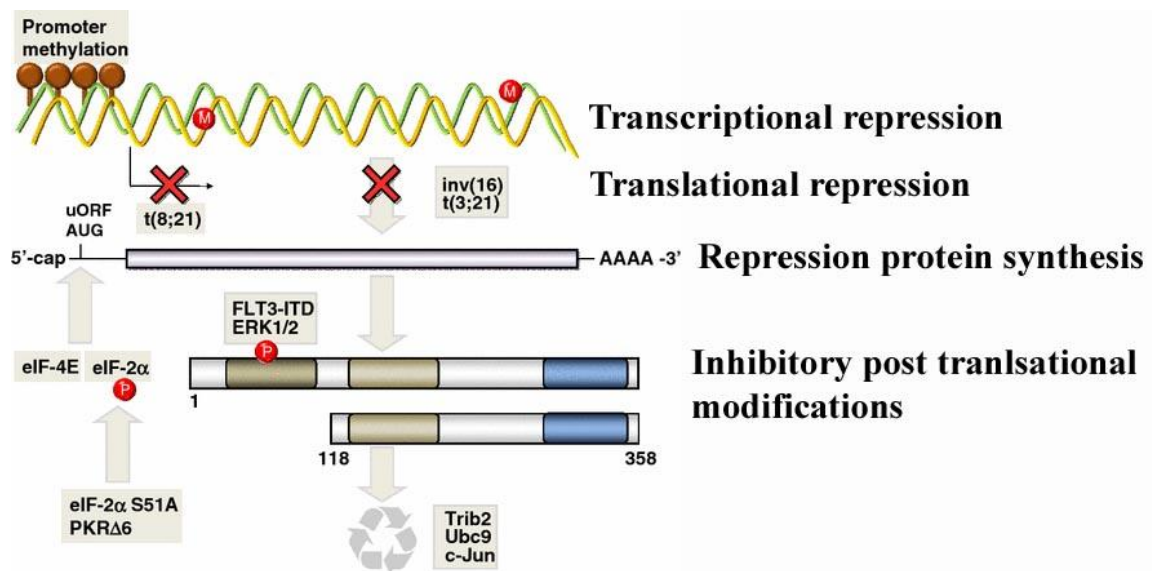 Promoter
methylation
M
M
Transcriptional repression
t(8;21)
inv(16)
t(3;21)
Translational repression
uORF
AUG
5’-cap
AAAA -3’
Repression protein synthesis
FLT3-ITD
ERK1/2
P
eIF-4E
eIF-2α
P
1
Inhibitory post tranlsational
modifications
118
358
eIF-2α S51A
PKRΔ6
Trib2
Ubc9
c-Jun